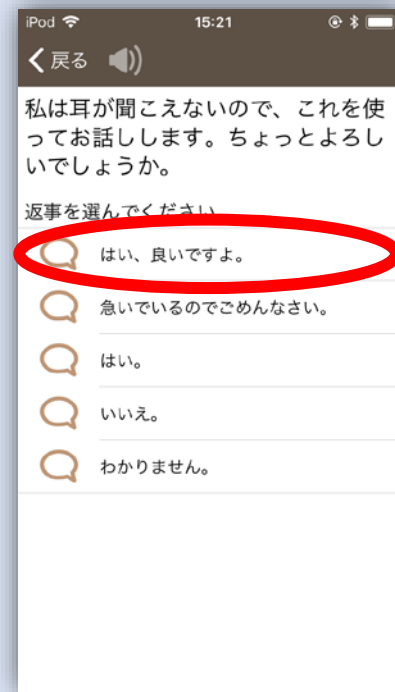 iPod 15:21
戻る
私は耳が聞こえないので、これを使
ってお話しします。ちょっとよろし
いでしょうか。
返事を選んでください
はい、良いですよ。
急いでいるのでごめんなさい。
はい。
いいえ。
わかりません。